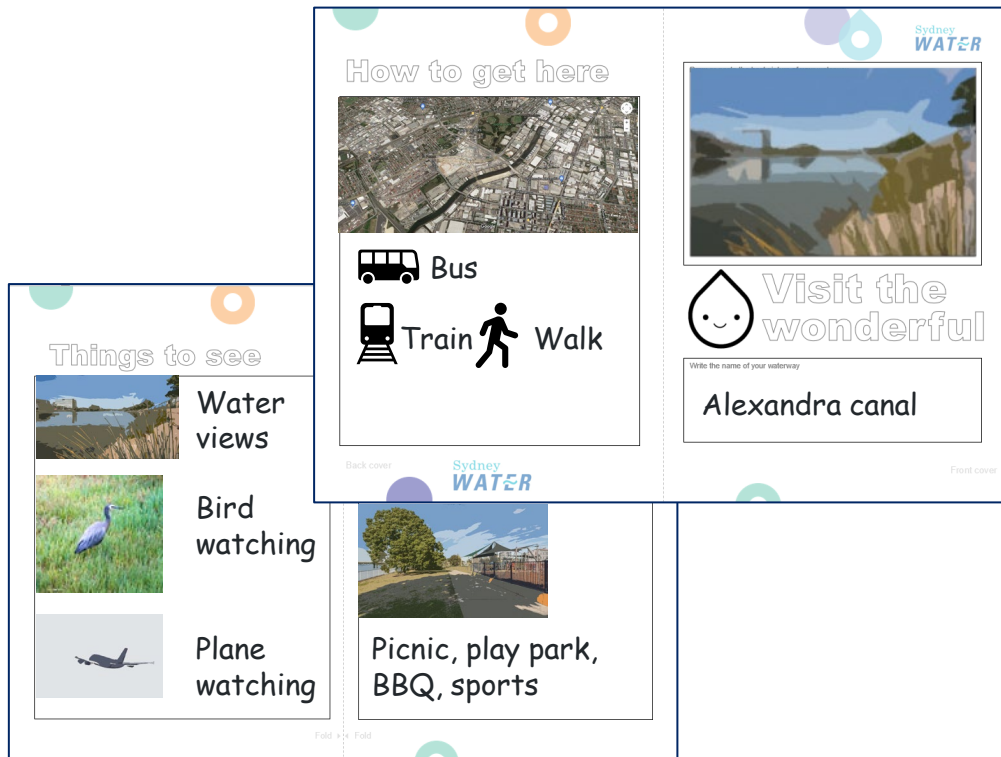 How to get here
Bus
Train
Walk
Back cover
Sydney
WATER
Sydney
WATER
Visit the
wonderful
Write the name of your waterway
Alexandra canal
Front cover
Things to see
Water
views
Bird
watching
Plane
watching
Picnic, play park,
BBQ, sports
Fold
Fold